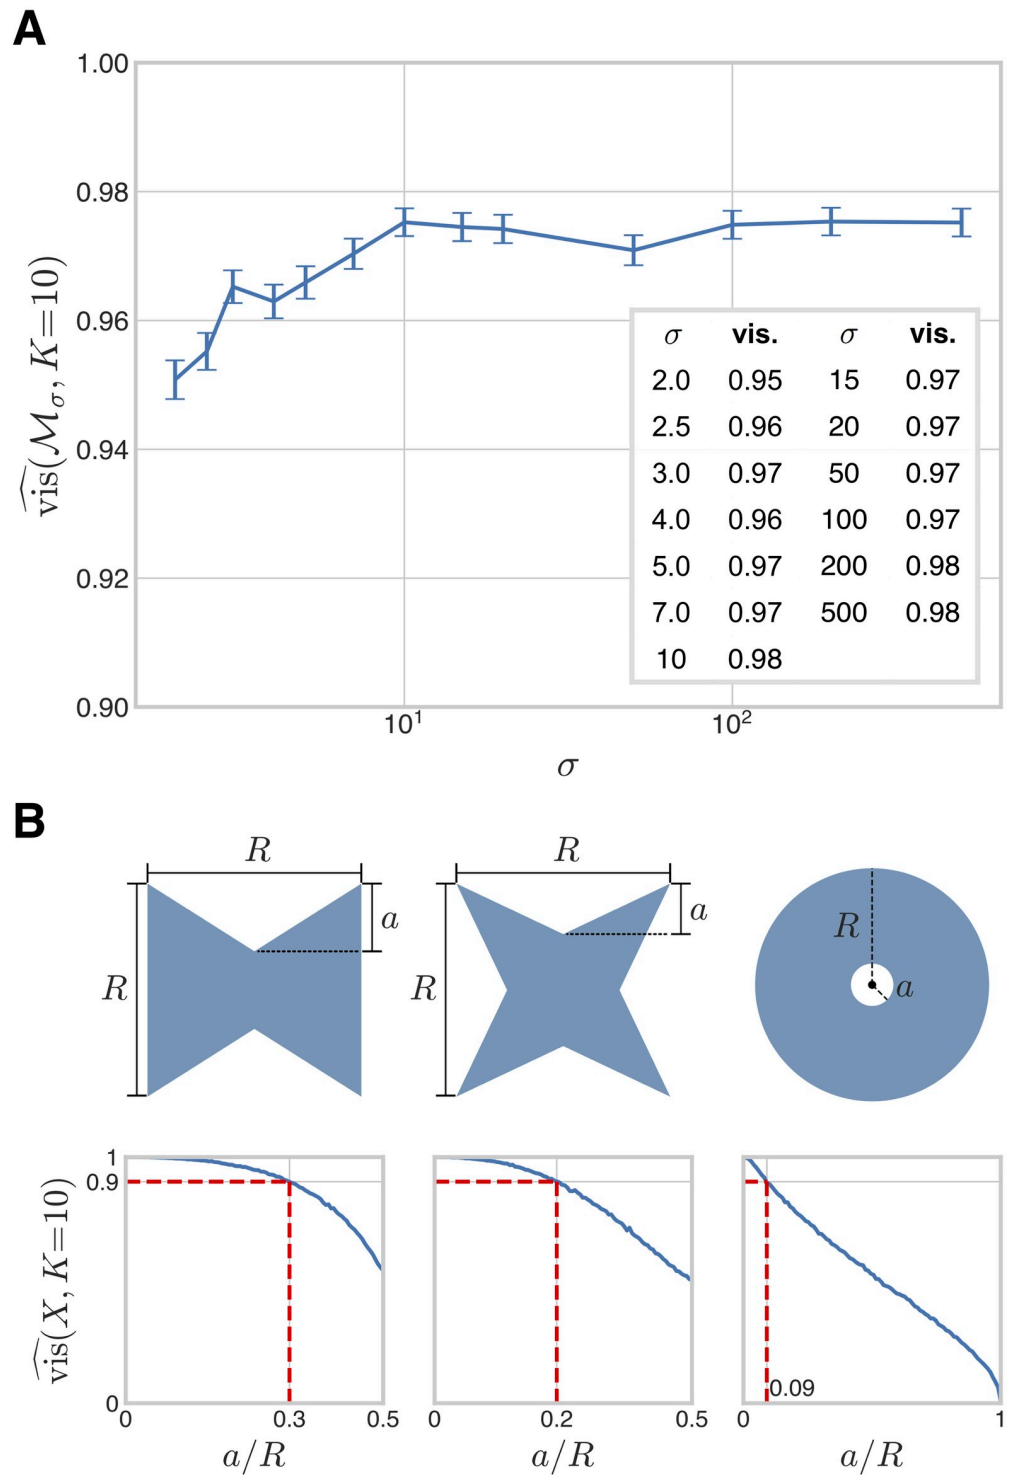 A
1.00
0.98
0.96
0.94
0.92
0.90
vis(M_σ, K=10)
σ vis. σ vis.
2.0 0.95 15 0.97
2.5 0.96 20 0.97
3.0 0.97 50 0.97
4.0 0.96 100 0.97
5.0 0.97 200 0.98
7.0 0.97 500 0.98
10 0.98
10¹ 10²
σ
B
R R
R a R a R a
vis(X, K=10)
1
0.9
0
0.09
0 0.3 0.5 0 0.2 0.5 0 1
a/R a/R a/R